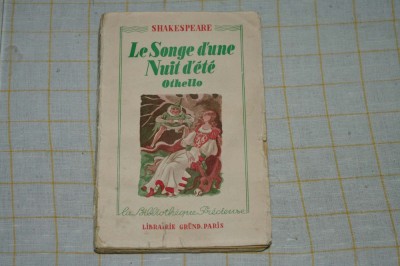 SHAKESPEARE
Le Songe d'une
Nuit d'été
Othello
La Bibliothèque Précieuse
LIBRAIRIE GRÜND. PARIS